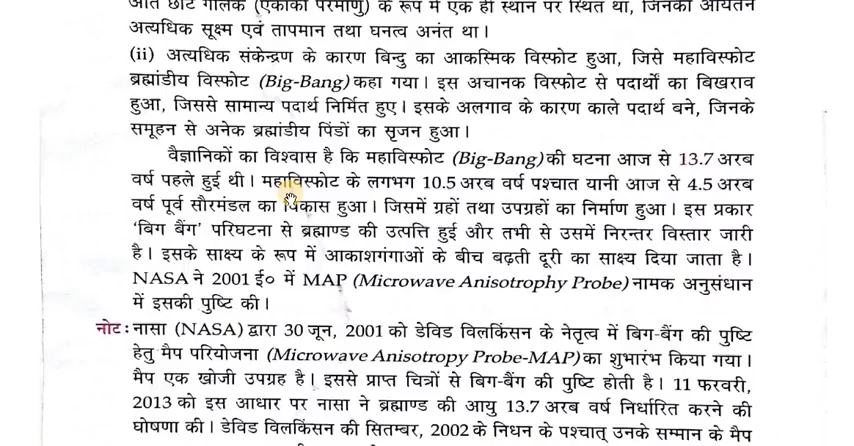 अति छोटे गोलक (एकाकी परमाणु) के रूप में एक ही स्थान पर स्थित था, जिनका आयतन
अत्यधिक सूक्ष्म एवं तापमान तथा घनत्व अनंत था।
(ii) अत्यधिक संकेन्द्रण के कारण बिन्दु का आकस्मिक विस्फोट हुआ, जिसे महाविस्फोट
ब्रह्मांडीय विस्फोट (Big-Bang) कहा गया। इस अचानक विस्फोट से पदार्थों का बिखराव
हुआ, जिससे सामान्य पदार्थ निर्मित हुए। इसके अलगाव के कारण काले पदार्थ बने, जिनके
समूहन से अनेक ब्रह्मांडीय पिंडों का सृजन हुआ।
वैज्ञानिकों का विश्वास है कि महाविस्फोट (Big-Bang) की घटना आज से 13.7 अरब
वर्ष पहले हुई थी। महाविस्फोट के लगभग 10.5 अरब वर्ष पश्चात यानी आज से 4.5 अरब
वर्ष पूर्व सौरमंडल का विकास हुआ। जिसमें ग्रहों तथा उपग्रहों का निर्माण हुआ। इस प्रकार
'बिग बैंग' परिघटना से ब्रह्माण्ड की उत्पत्ति हुई और तभी से उसमें निरन्तर विस्तार जारी
है। इसके साक्ष्य के रूप में आकाशगंगाओं के बीच बढ़ती दूरी का साक्ष्य दिया जाता है।
NASA ने 2001 ई० में MAP (Microwave Anisotrophy Probe) नामक अनुसंधान
में इसकी पुष्टि की।
नोट : नासा (NASA) द्वारा 30 जून, 2001 को डेविड विलकिंसन के नेतृत्व में बिग-बैंग की पुष्टि
हेतु मैप परियोजना (Microwave Anisotropy Probe-MAP) का शुभारंभ किया गया।
मैप एक खोजी उपग्रह है। इससे प्राप्त चित्रों से बिग-बैंग की पुष्टि होती है। 11 फरवरी,
2013 को इस आधार पर नासा ने ब्रह्माण्ड की आयु 13.7 अरब वर्ष निर्धारित करने की
घोषणा की। डेविड विलकिंसन की सितम्बर, 2002 के निधन के पश्चात् उनके सम्मान के मैप